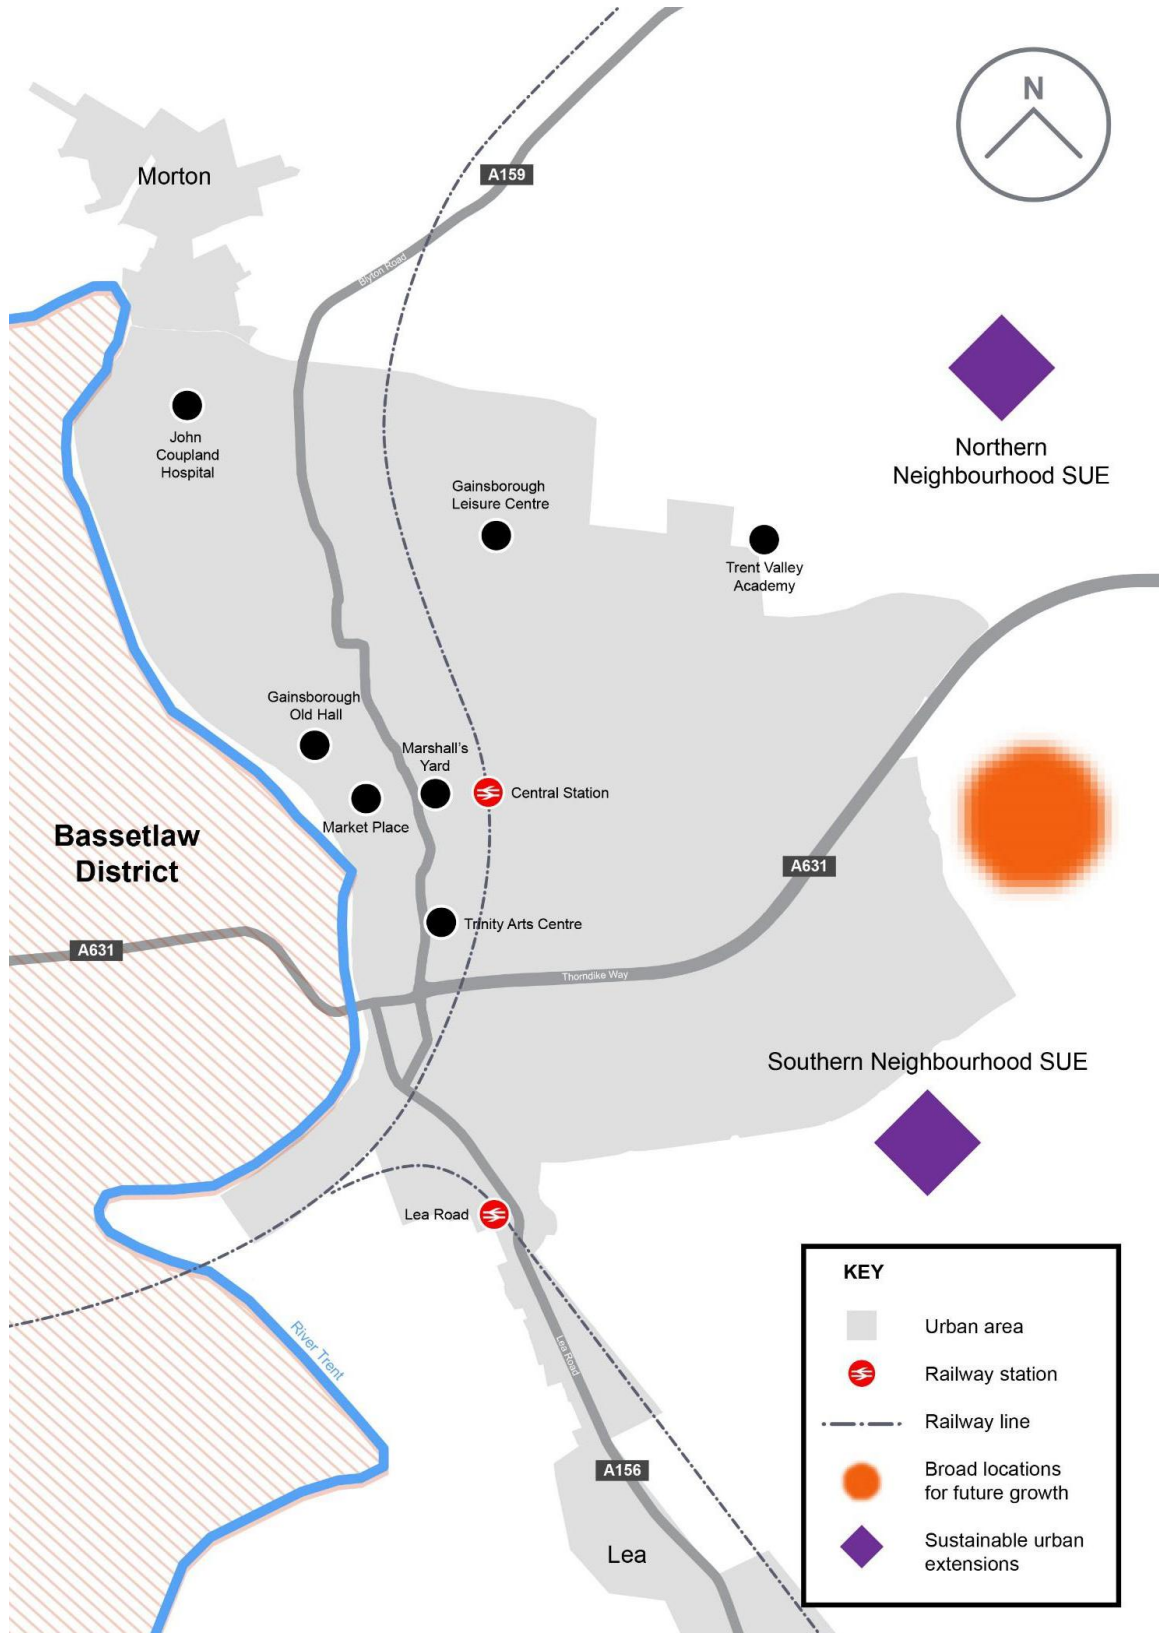 N
Morton
A159
Blyton Road
John
Coupland
Hospital
Northern
Neighbourhood SUE
Gainsborough
Leisure Centre
Trent Valley
Academy
Gainsborough
Old Hall
Marshall's
Yard
Central Station
Market Place
Bassetlaw
District
A631
Trinity Arts Centre
A631
Thorndike Way
Southern Neighbourhood SUE
Lea Road
River Trent
Lea Road
A156
Lea
KEY
Urban area
Railway station
Railway line
Broad locations
for future growth
Sustainable urban
extensions